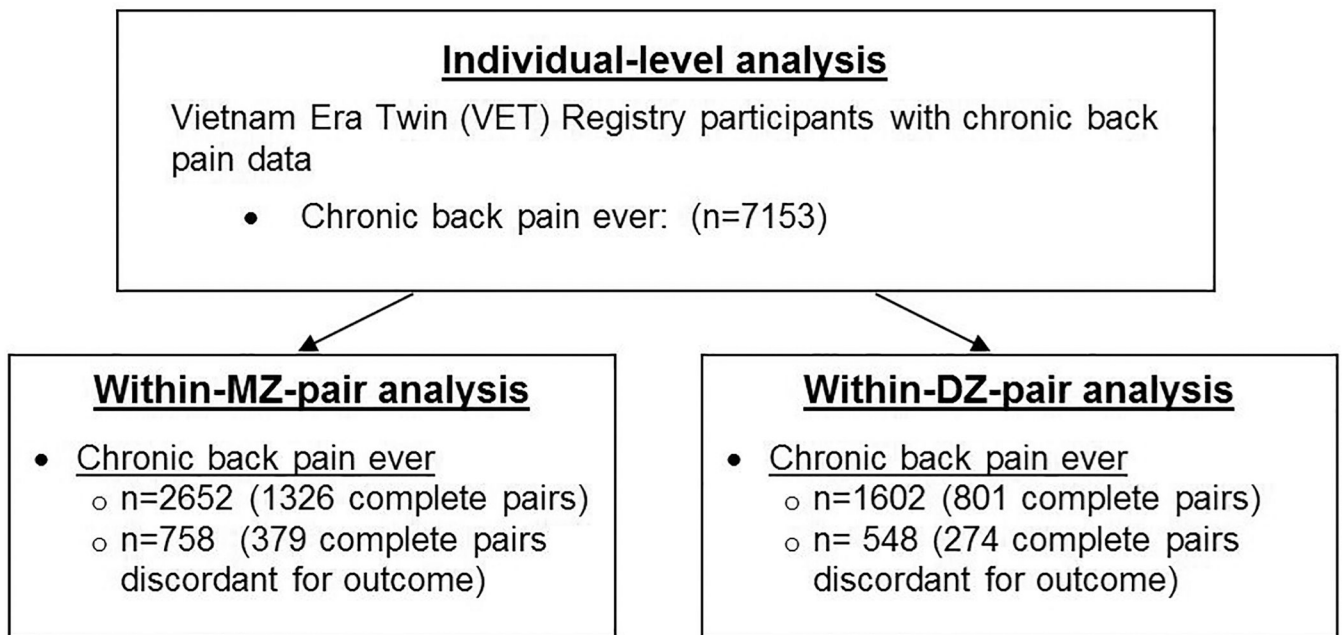 Individual-level analysis
Vietnam Era Twin (VET) Registry participants with chronic back
pain data
• Chronic back pain ever: (n=7153)
Within-MZ-pair analysis
• Chronic back pain ever
o n=2652 (1326 complete pairs)
o n=758 (379 complete pairs
discordant for outcome)
Within-DZ-pair analysis
• Chronic back pain ever
o n=1602 (801 complete pairs)
o n= 548 (274 complete pairs
discordant for outcome)